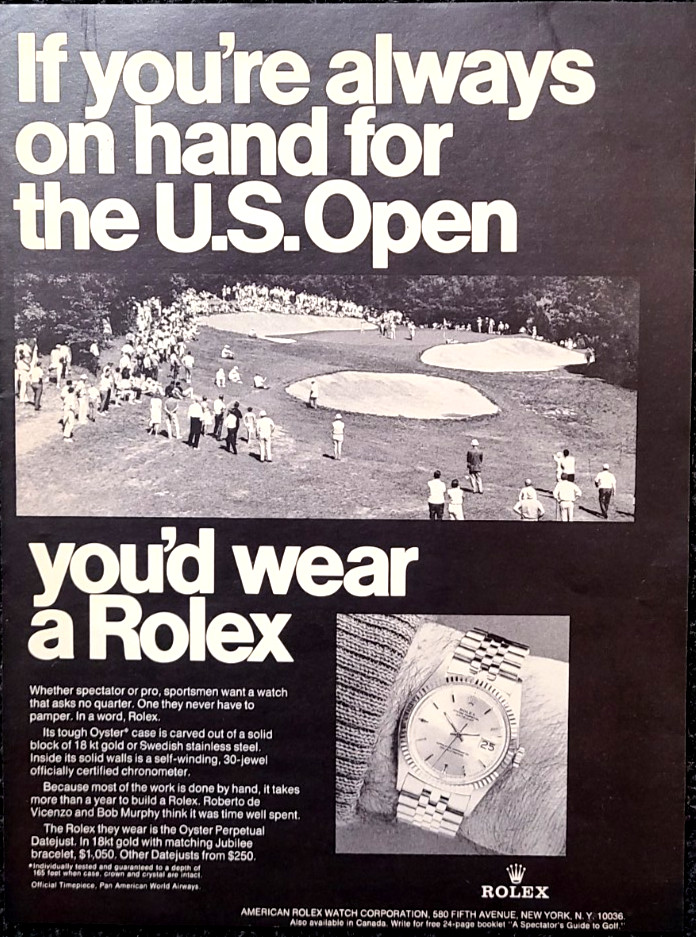 If you're always
on hand for
the U.S. Open
you'd wear
a Rolex
Whether spectator or pro, sportsmen want a watch
that asks no quarter. One they never have to
pamper. In a word, Rolex.
Its tough Oyster* case is carved out of a solid
block of 18 kt gold or Swedish stainless steel.
Inside its solid walls is a self-winding, 30-jewel
officially certified chronometer.
Because most of the work is done by hand, it takes
more than a year to build a Rolex. Roberto de
Vicenzo and Bob Murphy think it was time well spent.
The Rolex they wear is the Oyster Perpetual
Datejust. In 18kt gold with matching Jubilee
bracelet, $1,050. Other Datejusts from $250.
*Individually tested and guaranteed to a depth of
165 feet when case, crown and crystal are intact.
Official Timepiece, Pan American World Airways.
ROLEX
25
ROLEX
AMERICAN ROLEX WATCH CORPORATION, 580 FIFTH AVENUE, NEW YORK, N.Y. 10036.
Also available in Canada. Write for free 24-page booklet "A Spectator's Guide to Golf."